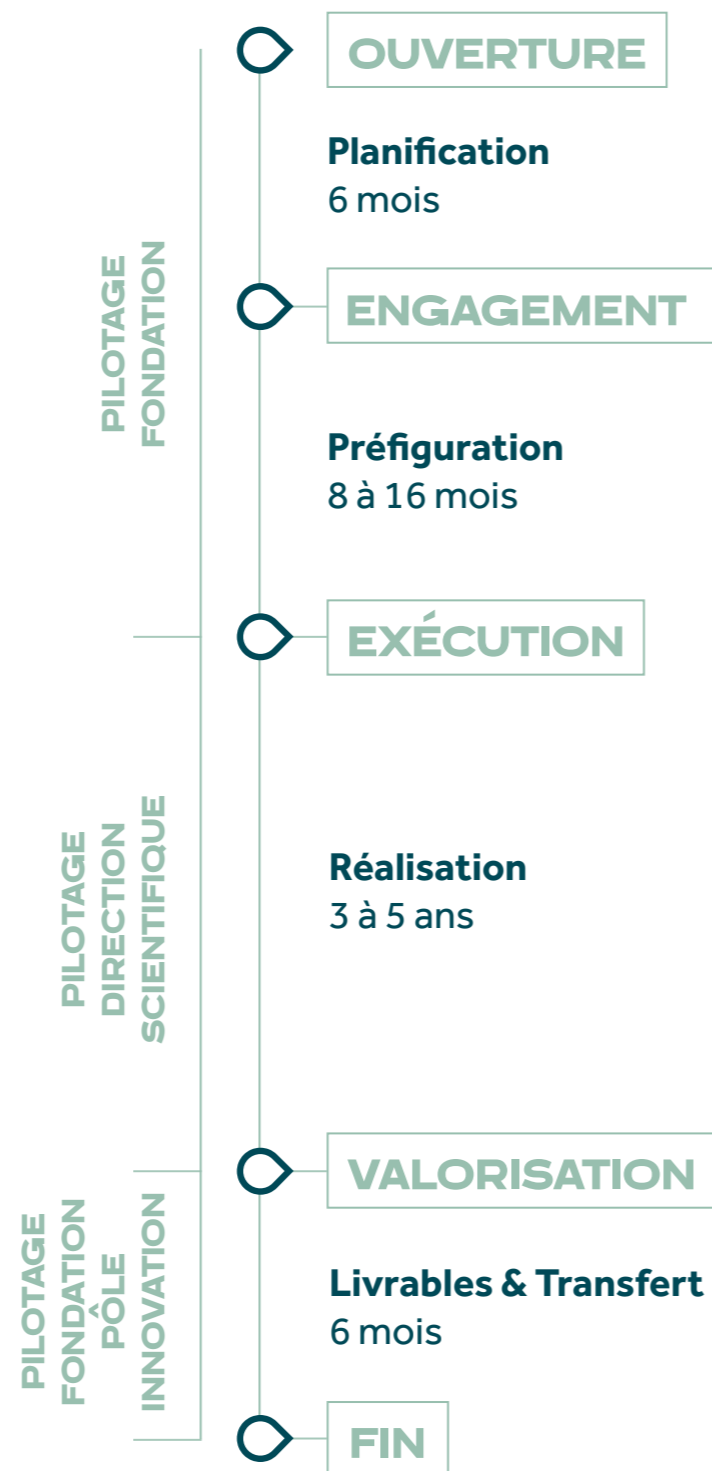 OUVERTURE
Planification
6 mois
PILOTAGE
FONDATION
ENGAGEMENT
Préfiguration
8 à 16 mois
EXÉCUTION
PILOTAGE
DIRECTION
SCIENTIFIQUE
Réalisation
3 à 5 ans
VALORISATION
PILOTAGE
FONDATION
PÔLE
INNOVATION
Livrables & Transfert
6 mois
FIN